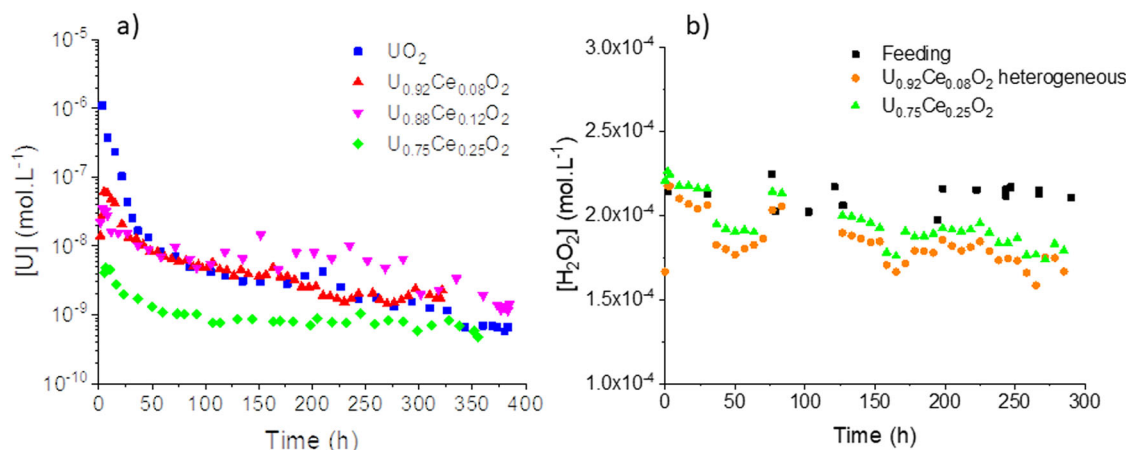 a)
UO₂
U₀.₉₂Ce₀.₀₈O₂
U₀.₈₈Ce₀.₁₂O₂
U₀.₇₅Ce₀.₂₅O₂
[U] (mol.L⁻¹)
10⁻⁵
10⁻⁶
10⁻⁷
10⁻⁸
10⁻⁹
10⁻¹⁰
0 50 100 150 200 250 300 350 400
Time (h)
b)
Feeding
U₀.₉₂Ce₀.₀₈O₂ heterogeneous
U₀.₇₅Ce₀.₂₅O₂
[H₂O₂] (mol.L⁻¹)
3.0x10⁻⁴
2.5x10⁻⁴
2.0x10⁻⁴
1.5x10⁻⁴
1.0x10⁻⁴
0 50 100 150 200 250 300
Time (h)